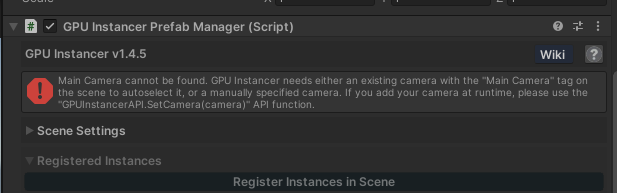 GPU Instancer Prefab Manager (Script)
GPU Instancer v1.4.5
Wiki
Main Camera cannot be found. GPU Instancer needs either an existing camera with the "Main Camera" tag on
the scene to autoselect it, or a manually specified camera. If you add your camera at runtime, please use the
"GPUInstancerAPI.SetCamera(camera)" API function.
Scene Settings
Registered Instances
Register Instances in Scene